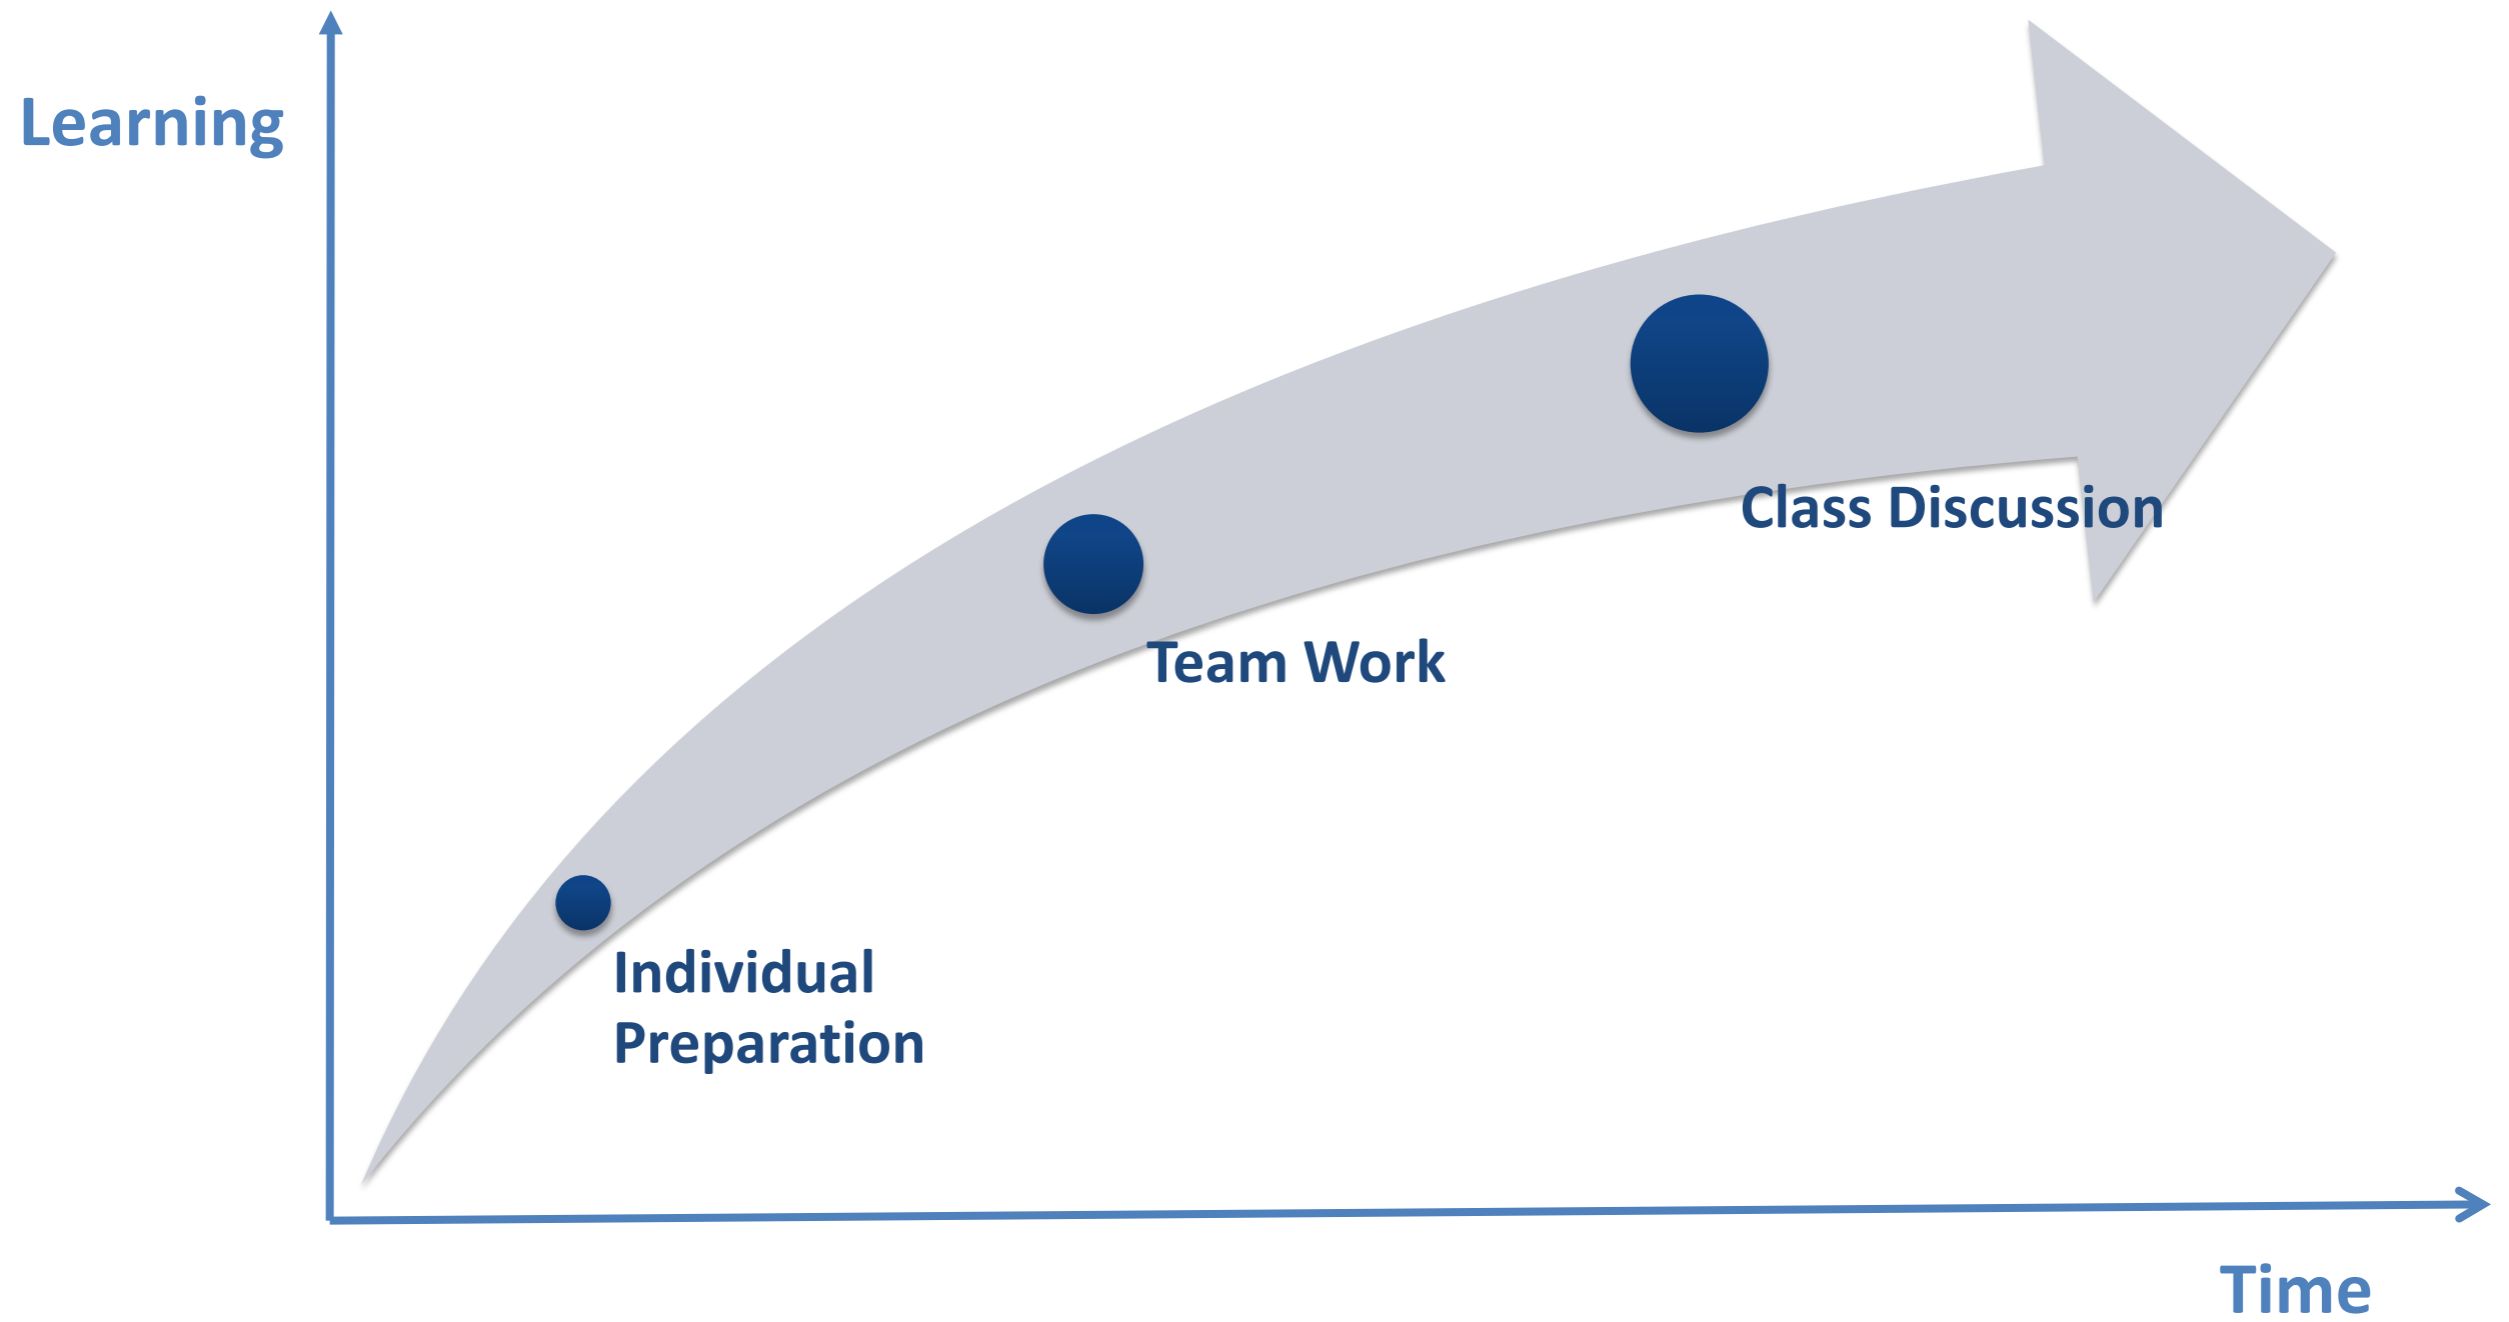 Learning
Class Discussion
Team Work
Individual
Preparation
Time